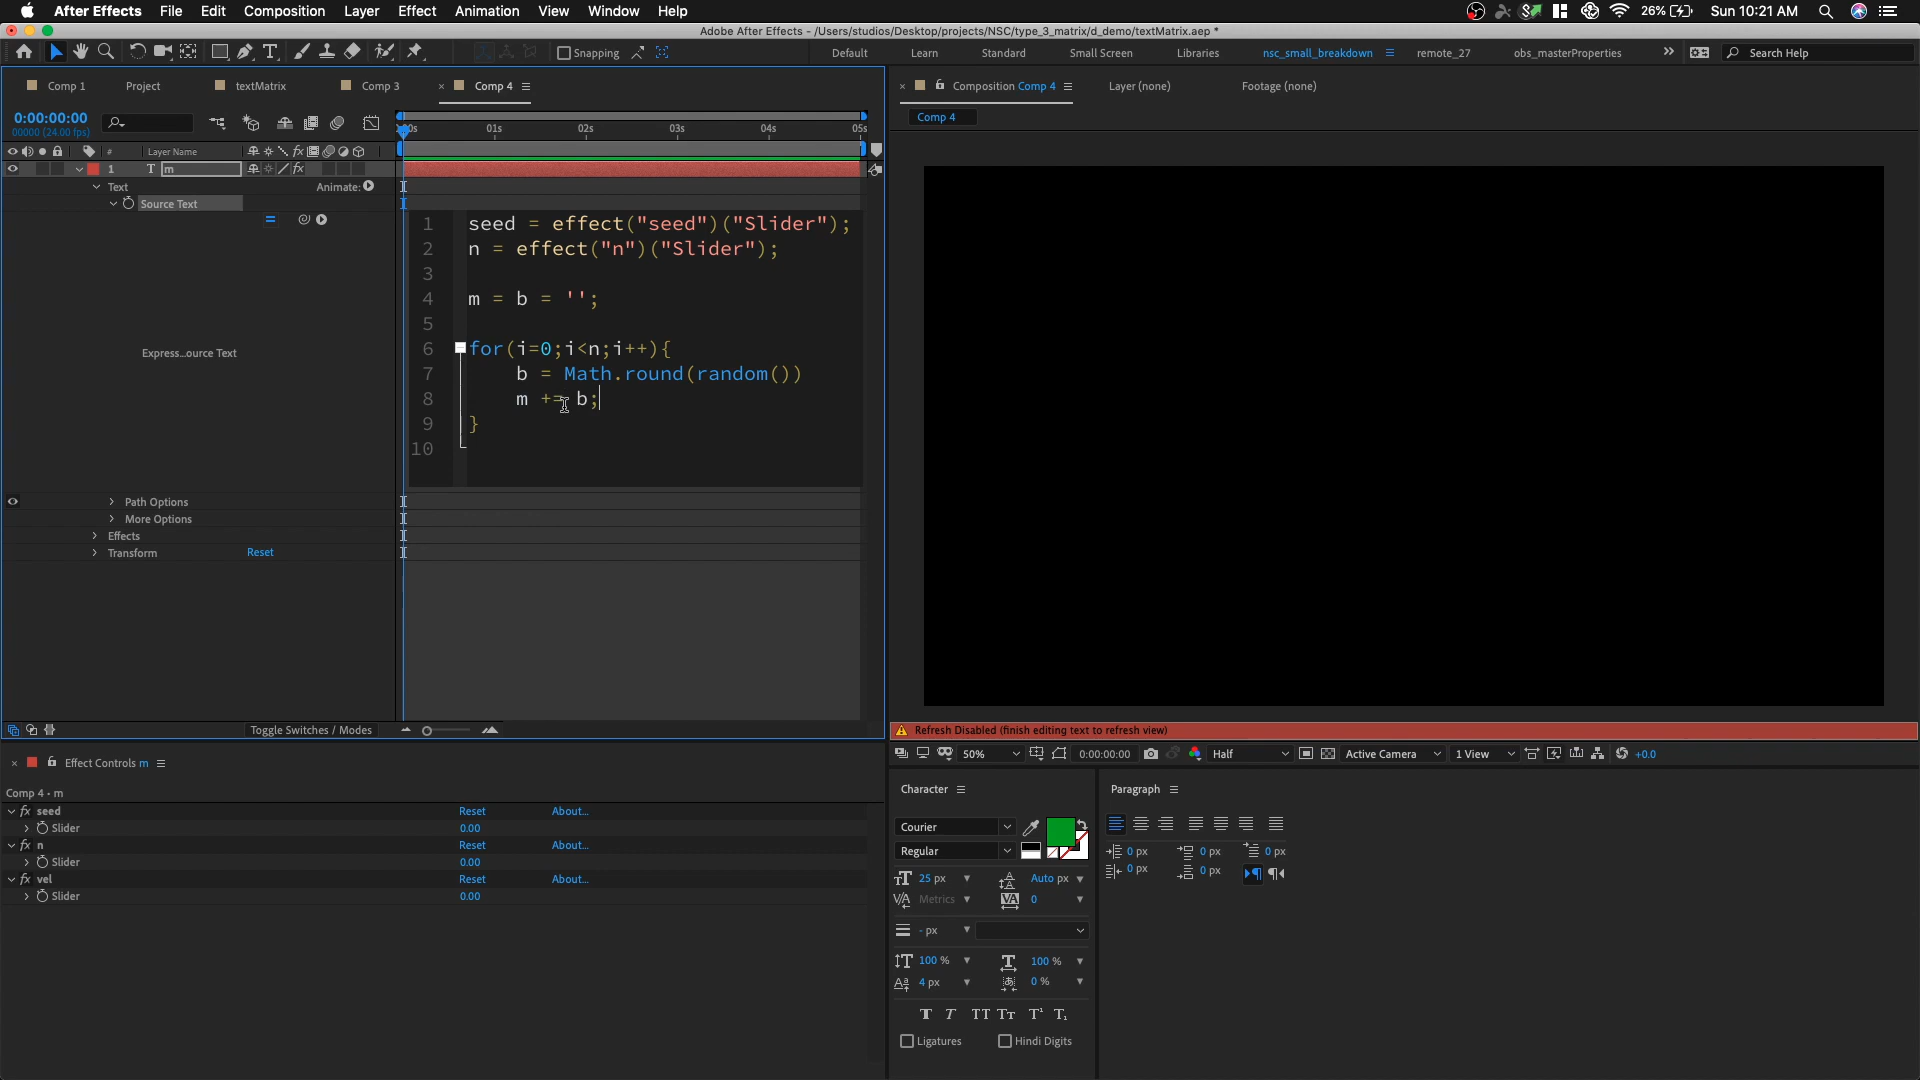 After Effects File Edit Composition Layer Effect Animation View Window Help 26% Sun 10:21 AM
Adobe After Effects - /Users/studios/Desktop/projects/NSC/type_3_matrix/d_demo/textMatrix.aep *
Snapping Default Learn Standard Small Screen Libraries nsc_small_breakdown remote_27 obs_masterProperties Search Help
Comp 1 Project textMatrix Comp 3 Comp 4 Composition Comp 4 Layer (none) Footage (none)
Comp 4
0:00:00:00
00000 (24.00 fps)
01s 02s 03s 04s 05s
# Layer Name
1 T m
Text Animate:
Source Text
Express...ource Text
1 seed = effect("seed")("Slider");
2 n = effect("n")("Slider");
3
4 m = b = '';
5
6 for(i=0;i<n;i++){
7 b = Math.round(random())
8 m += b;
9 }
10
Path Options
More Options
Effects
Transform Reset
Toggle Switches / Modes
Refresh Disabled (finish editing text to refresh view)
50% 0:00:00:00 Half Active Camera 1 View +0.0
Effect Controls m
Comp 4 • m
fx seed Reset About...
Slider 0.00
fx n Reset About...
Slider 0.00
fx vel Reset About...
Slider 0.00
Character
Courier
Regular
25 px Auto px
Metrics 0
- px
100 % 100 %
4 px 0 %
T T TT Tt T¹ T₁
Ligatures Hindi Digits
Paragraph
0 px 0 px 0 px
0 px 0 px